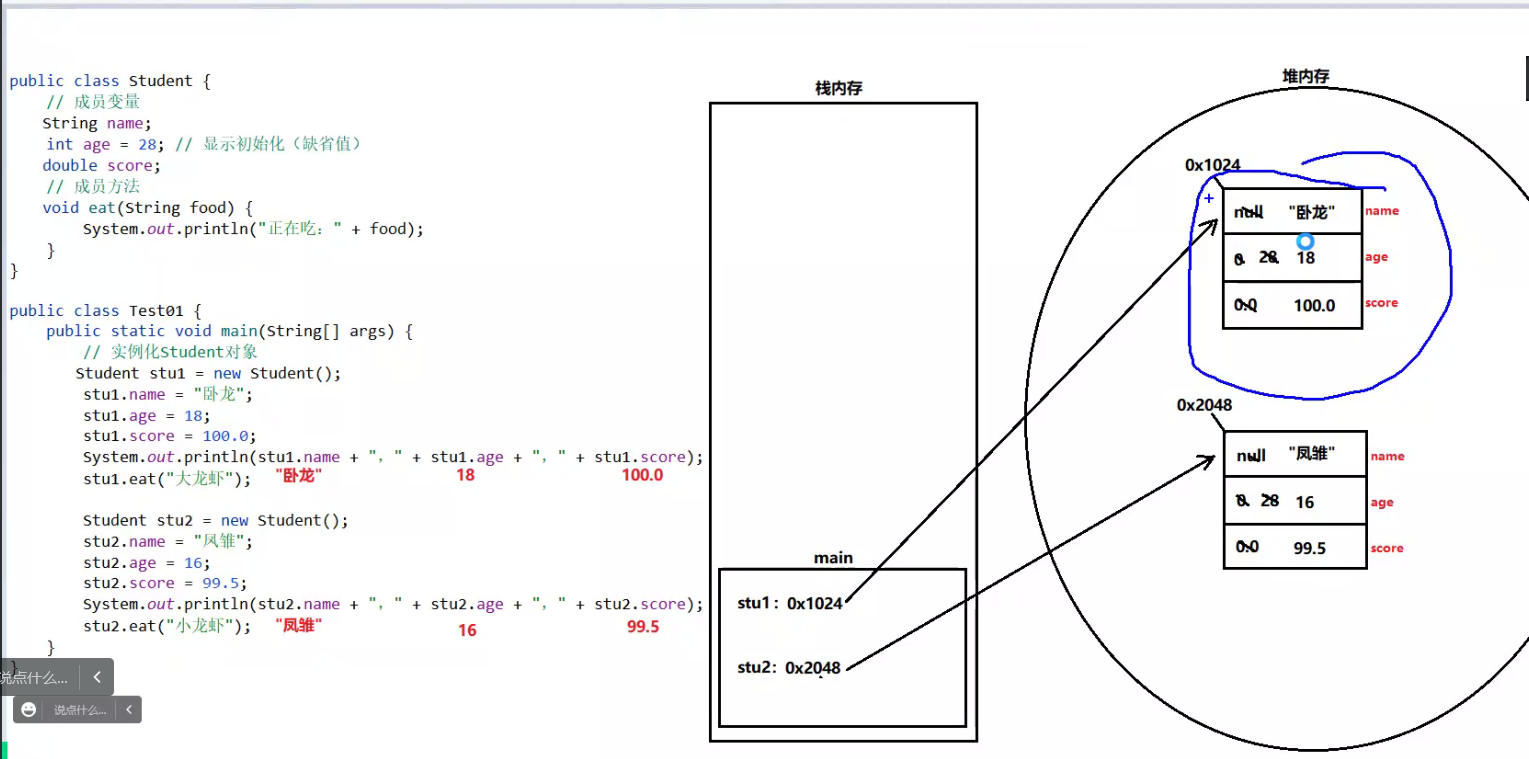 public class Student {
// 成员变量
String name;
int age = 28; // 显示初始化（缺省值）
double score;
// 成员方法
void eat(String food) {
System.out.println("正在吃：" + food);
}
}
public class Test01 {
public static void main(String[] args) {
// 实例化Student对象
Student stu1 = new Student();
stu1.name = "卧龙";
stu1.age = 18;
stu1.score = 100.0;
System.out.println(stu1.name + "，" + stu1.age + "，" + stu1.score);
stu1.eat("大龙虾"); "卧龙" 18 100.0
Student stu2 = new Student();
stu2.name = "凤雏";
stu2.age = 16;
stu2.score = 99.5;
System.out.println(stu2.name + "，" + stu2.age + "，" + stu2.score);
stu2.eat("小龙虾"); "凤雏" 16 99.5
}
}
说点什么...
说点什么...
栈内存
main
stu1：0x1024
stu2：0x2048
堆内存
0x1024
null "卧龙" name
0 28 18 age
0.0 100.0 score
0x2048
null "凤雏" name
0 28 16 age
0.0 99.5 score